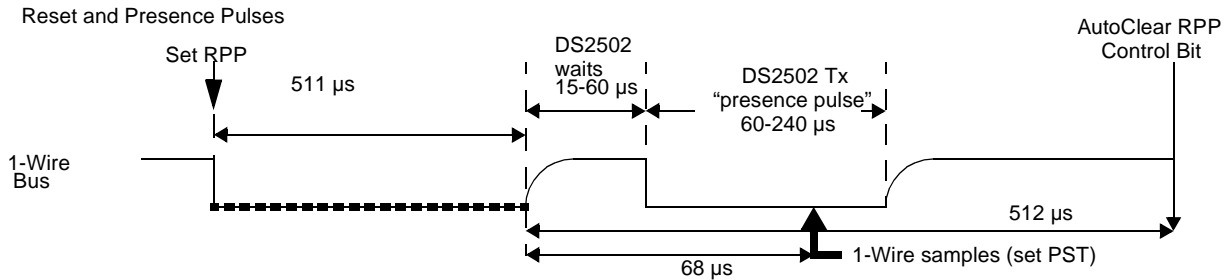 Reset and Presence Pulses
AutoClear RPP
Control Bit
Set RPP
DS2502
waits
15-60 µs
DS2502 Tx
“presence pulse”
60-240 µs
511 µs
1-Wire
Bus
512 µs
68 µs
1-Wire samples (set PST)